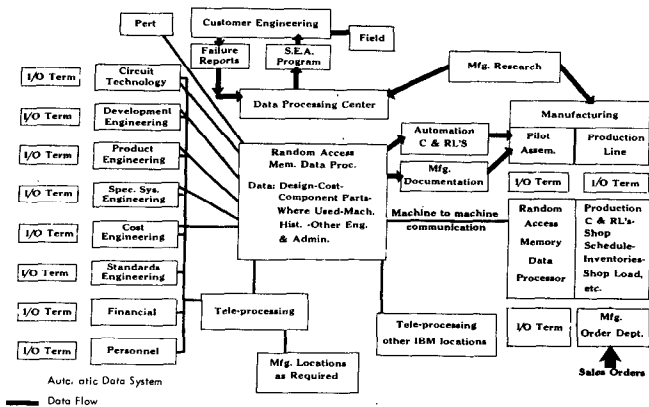 Pert
Customer Engineering
Field
Failure
Reports
S.E.A.
Program
Mfg. Research
Data Processing Center
I/O Term
Circuit
Technology
I/O Term
Development
Engineering
I/O Term
Product
Engineering
I/O Term
Spec. Sys.
Engineering
I/O Term
Cost
Engineering
I/O Term
Standards
Engineering
I/O Term
Financial
I/O Term
Personnel
Random Access
Mem. Data Proc.
Data: Design-Cost-
Component Parts-
Where Used-Mach.
Hist. -Other Eng.
& Admin.
Automation
C & RL'S
Mfg.
Documentation
Machine to machine
communication
Manufacturing
Pilot
Assem.
Production
Line
I/O Term
I/O Term
Random
Access
Memory
Data
Processor
Production
C & RL's-
Shop
Schedule-
Inventories-
Shop Load,
etc.
I/O Term
Mfg.
Order Dept.
Sales Orders
Tele-processing
Mfg. Locations
as Required
Tele-processing
other IBM locations
Auto. atic Data System
Data Flow